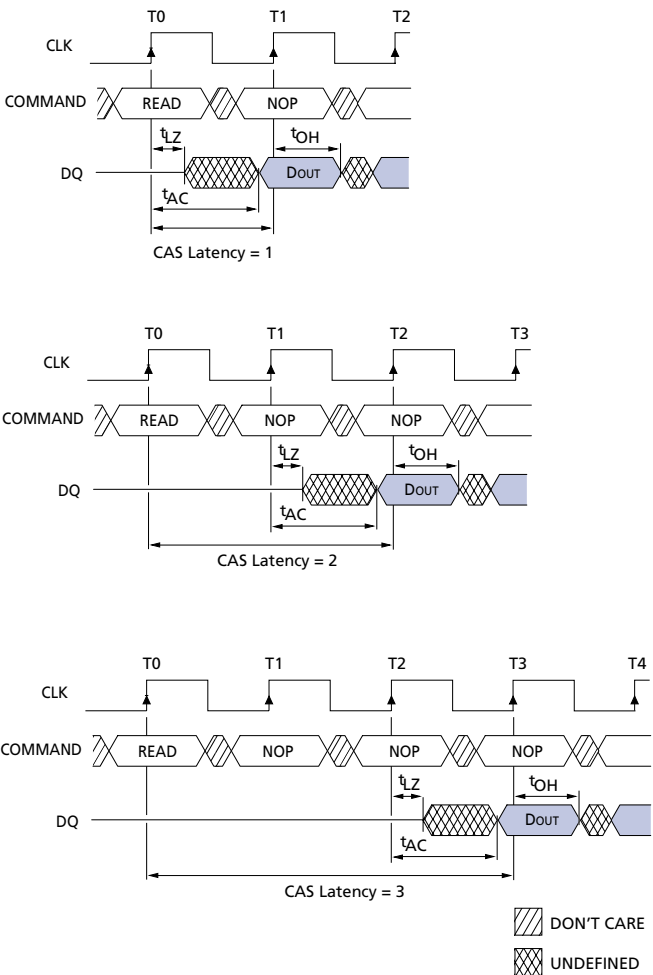 T0 T1 T2
CLK
COMMAND READ NOP
tLZ tOH
DQ DOUT
tAC
CAS Latency = 1
T0 T1 T2 T3
CLK
COMMAND READ NOP NOP
tLZ tOH
DQ DOUT
tAC
CAS Latency = 2
T0 T1 T2 T3 T4
CLK
COMMAND READ NOP NOP NOP
tLZ tOH
DQ DOUT
tAC
CAS Latency = 3
DON'T CARE
UNDEFINED